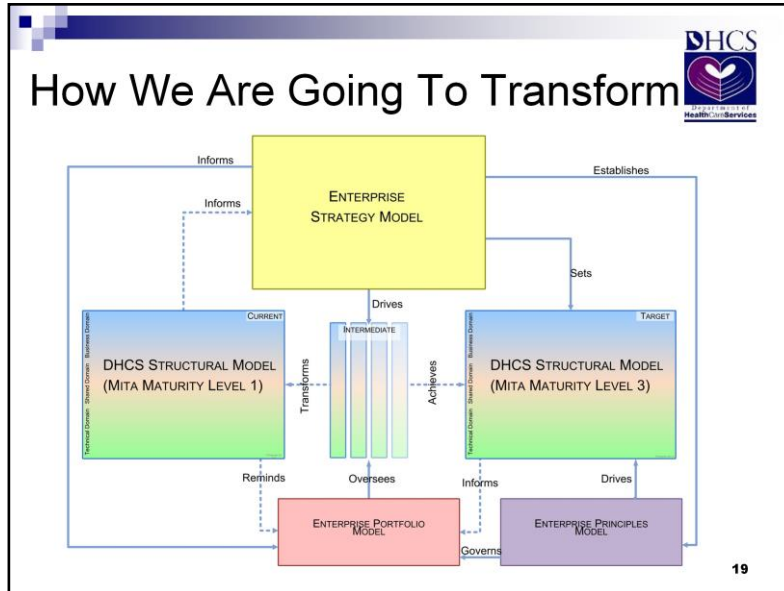 DHCS
Department of
HealthCareServices
How We Are Going To Transform
Informs
Establishes
Informs
ENTERPRISE
STRATEGY MODEL
Sets
Drives
CURRENT
Technical Domain Shared Domain Business Domain
DHCS STRUCTURAL MODEL
(MITA MATURITY LEVEL 1)
INTERMEDIATE
Transforms
Achieves
TARGET
Technical Domain Shared Domain Business Domain
DHCS STRUCTURAL MODEL
(MITA MATURITY LEVEL 3)
Reminds
Oversees
Informs
Drives
ENTERPRISE PORTFOLIO
MODEL
Governs
ENTERPRISE PRINCIPLES
MODEL
19